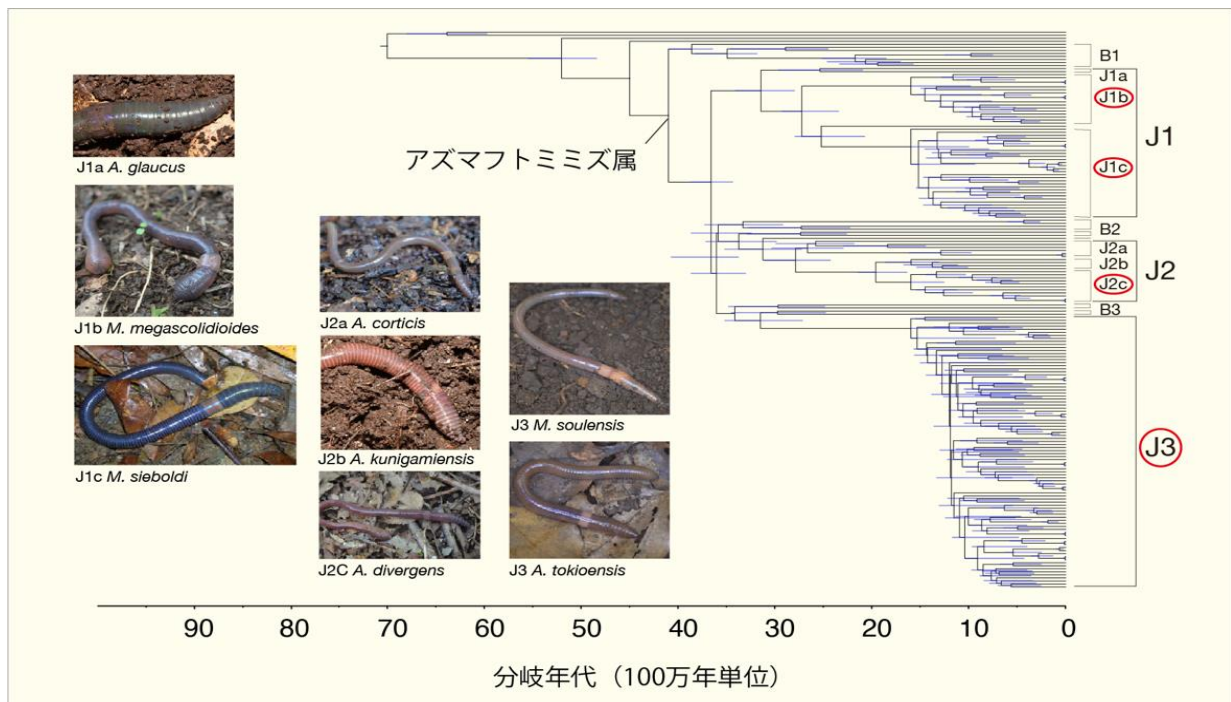 J1a A. glaucus
J1b M. megascolidioides
J1c M. sieboldi
J2a A. corticis
J2b A. kunigamiensis
J2C A. divergens
J3 M. soulensis
J3 A. tokioensis
アズマフトミミズ属
B1
J1a
J1b
J1c
J1
B2
J2a
J2b
J2c
J2
B3
J3
90 80 70 60 50 40 30 20 10 0
分岐年代（100万年単位）